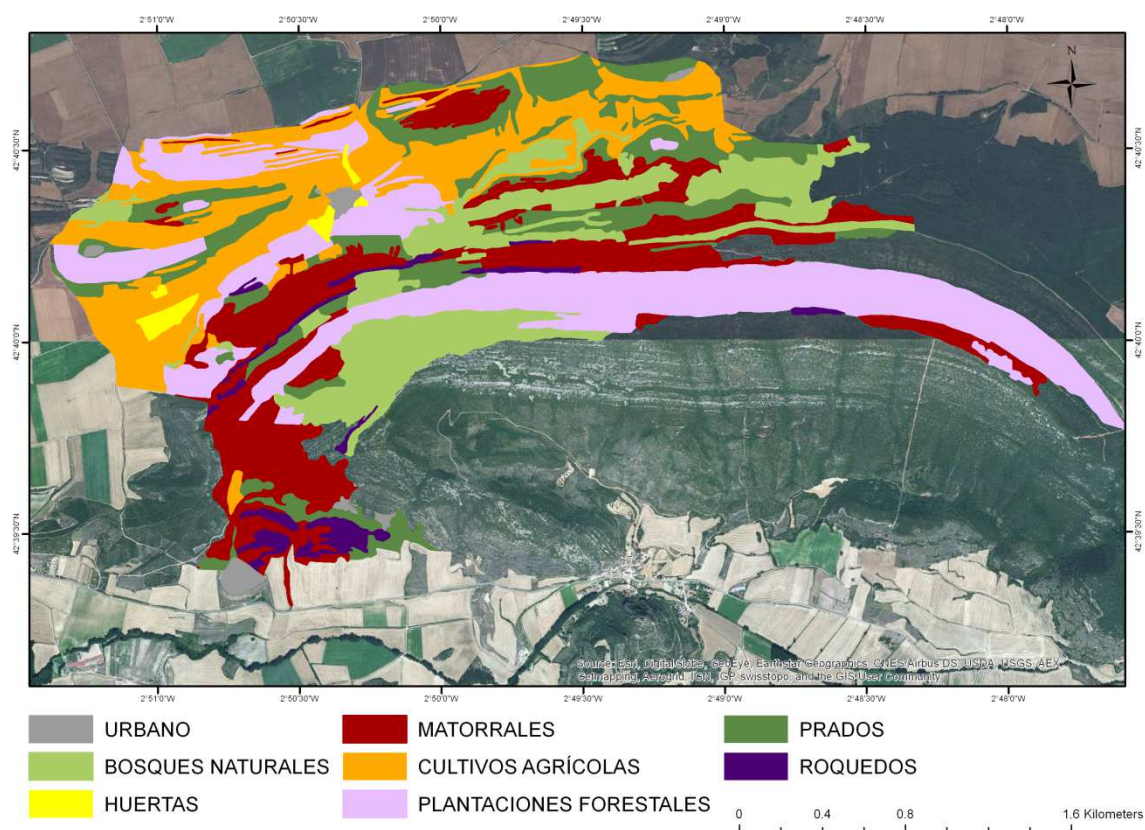 2°51'0"W 2°50'30"W 2°50'0"W 2°49'30"W 2°49'0"W 2°48'30"W 2°48'0"W
N
42°40'30"N 42°40'30"N
42°40'0"N 42°40'0"N
42°39'30"N 42°39'30"N
Source: Esri, DigitalGlobe, GeoEye, Earthstar Geographics, CNES/Airbus DS, USDA, USGS, AEX,
Getmapping, Aerogrid, IGN, IGP, swisstopo, and the GIS User Community
2°51'0"W 2°50'30"W 2°50'0"W 2°49'30"W 2°49'0"W 2°48'30"W 2°48'0"W
URBANO MATORRALES PRADOS
BOSQUES NATURALES CULTIVOS AGRÍCOLAS ROQUEDOS
HUERTAS PLANTACIONES FORESTALES
0 0.4 0.8 1.6 Kilometers